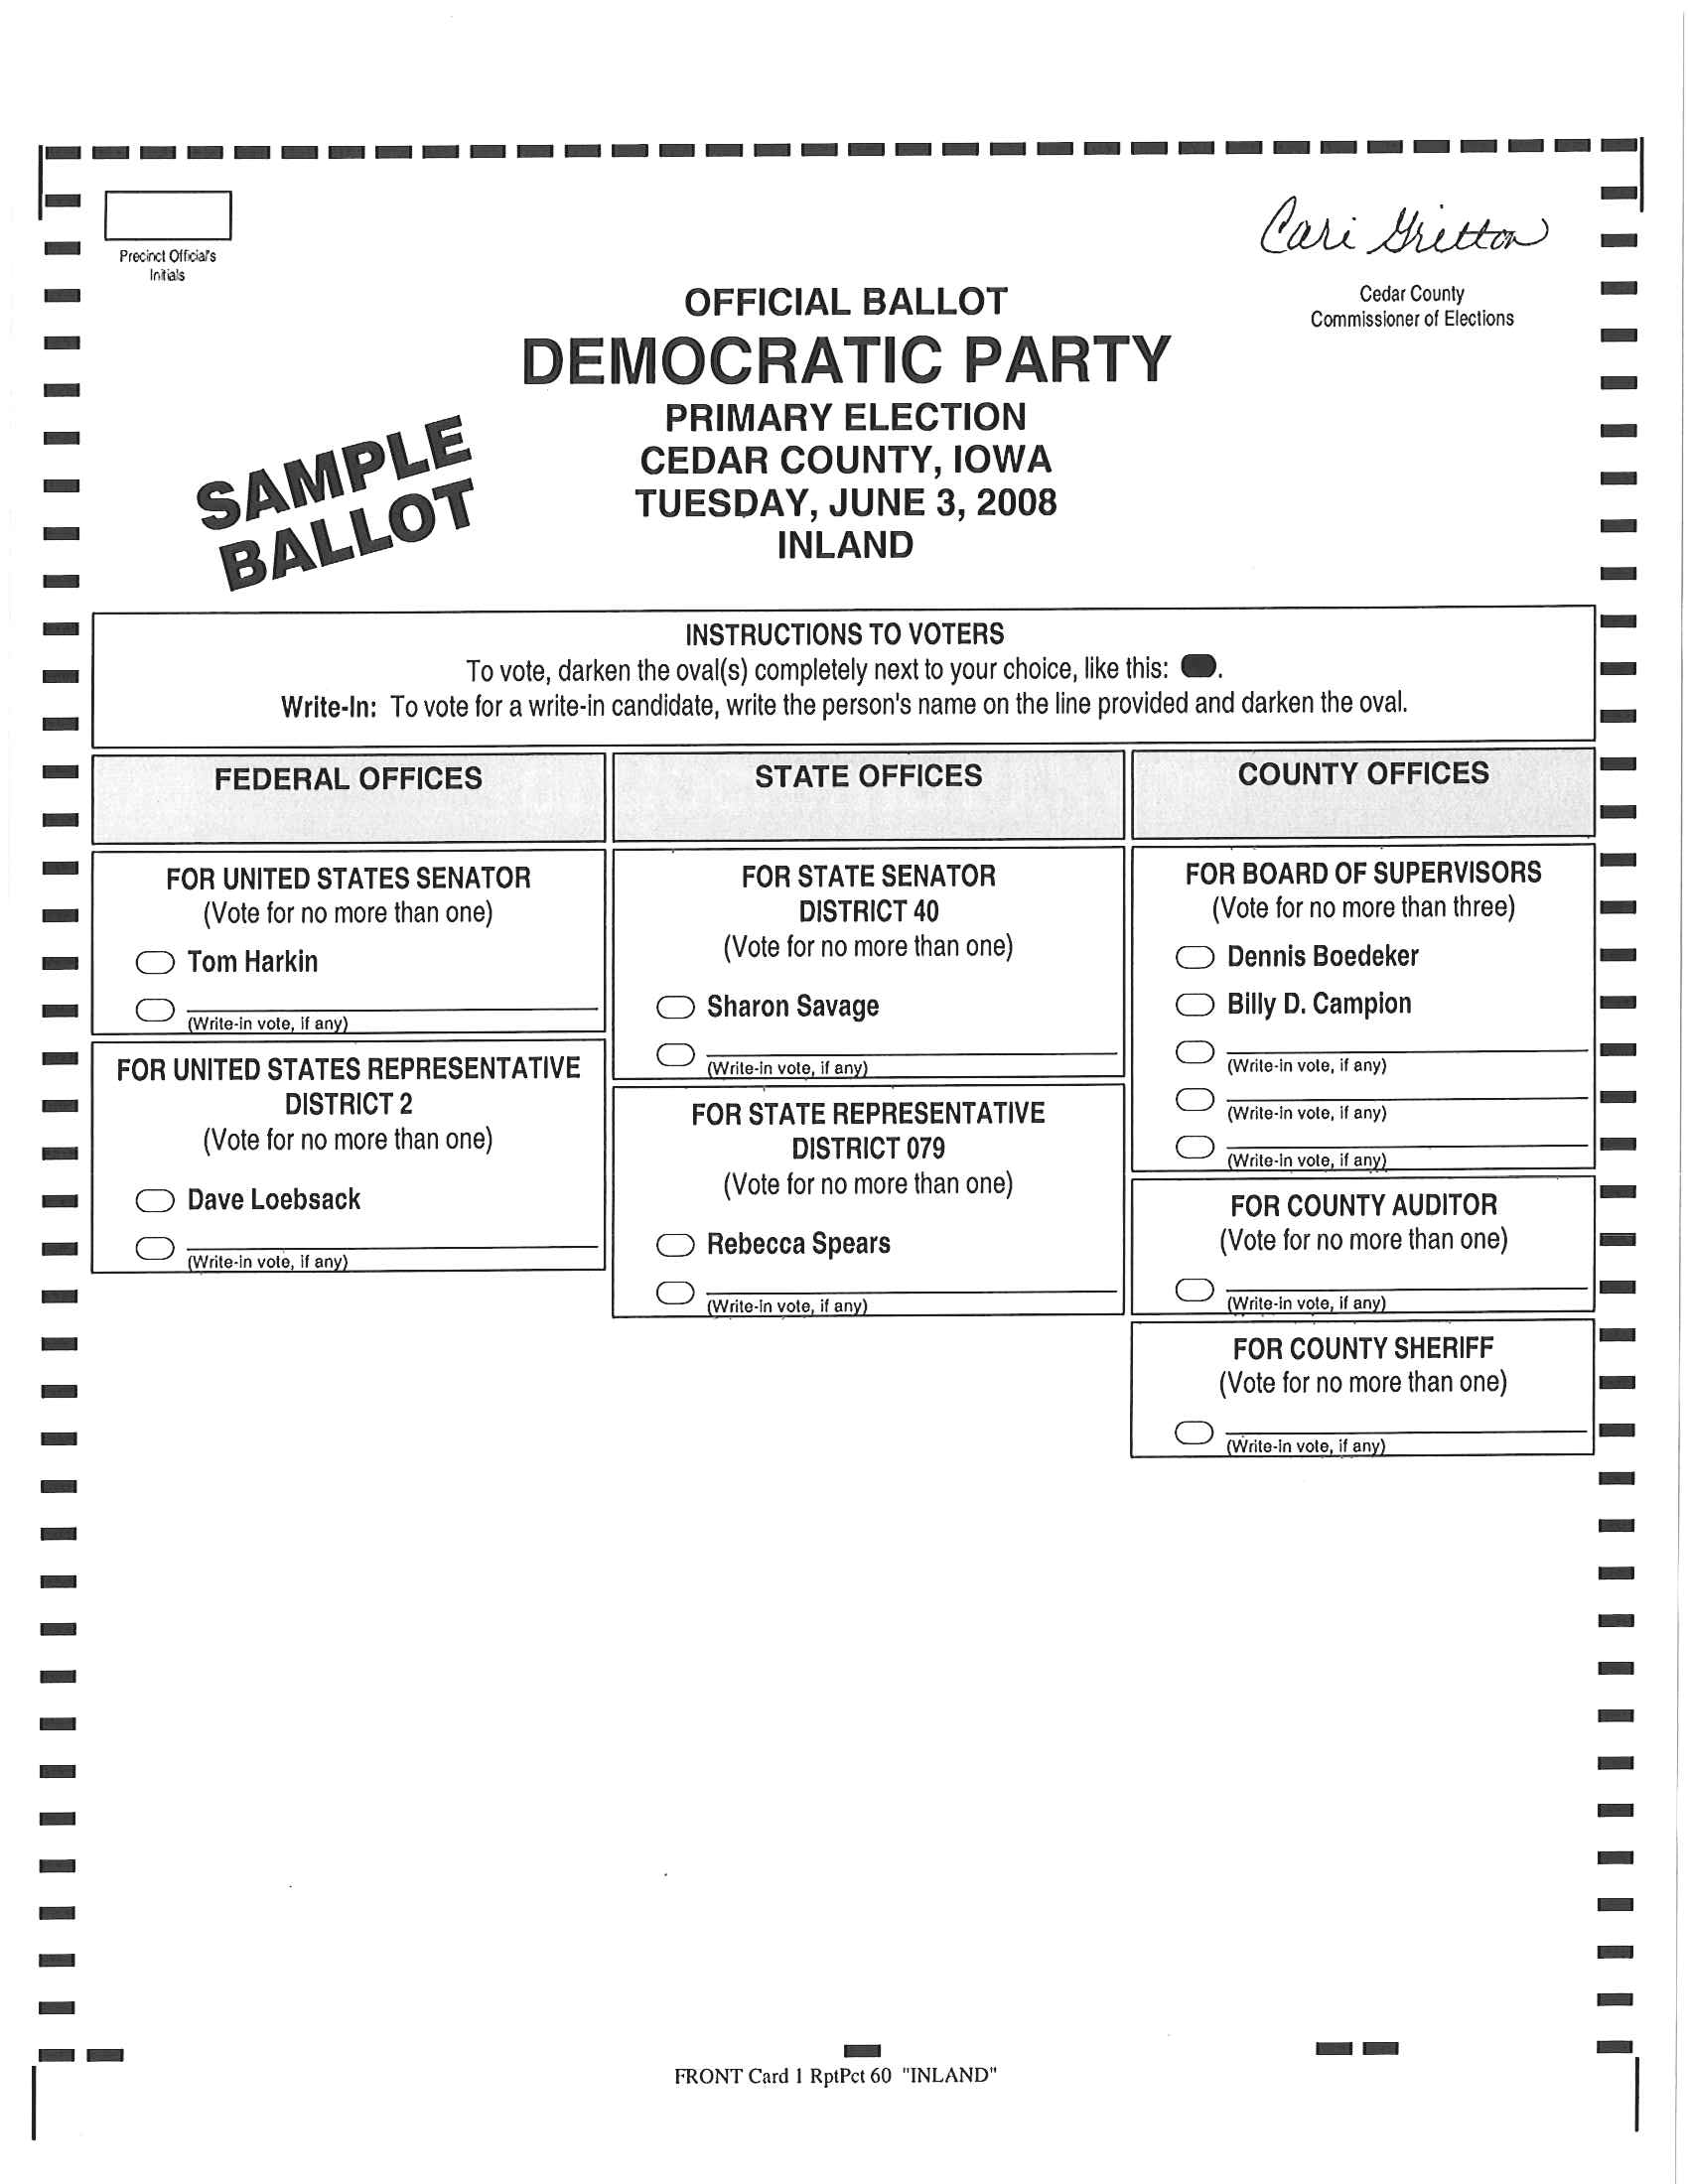 Precinct Official's
Initials
Cari Gritton
Cedar County
Commissioner of Elections
OFFICIAL BALLOT
DEMOCRATIC PARTY
PRIMARY ELECTION
CEDAR COUNTY, IOWA
TUESDAY, JUNE 3, 2008
INLAND
SAMPLE
BALLOT
INSTRUCTIONS TO VOTERS
To vote, darken the oval(s) completely next to your choice, like this: .
Write-In: To vote for a write-in candidate, write the person's name on the line provided and darken the oval.
FEDERAL OFFICES
FOR UNITED STATES SENATOR
(Vote for no more than one)
Tom Harkin
(Write-in vote, if any)
FOR UNITED STATES REPRESENTATIVE
DISTRICT 2
(Vote for no more than one)
Dave Loebsack
(Write-in vote, if any)
STATE OFFICES
FOR STATE SENATOR
DISTRICT 40
(Vote for no more than one)
Sharon Savage
(Write-in vote, if any)
FOR STATE REPRESENTATIVE
DISTRICT 079
(Vote for no more than one)
Rebecca Spears
(Write-in vote, if any)
COUNTY OFFICES
FOR BOARD OF SUPERVISORS
(Vote for no more than three)
Dennis Boedeker
Billy D. Campion
(Write-in vote, if any)
(Write-in vote, if any)
(Write-in vote, if any)
FOR COUNTY AUDITOR
(Vote for no more than one)
(Write-in vote, if any)
FOR COUNTY SHERIFF
(Vote for no more than one)
(Write-in vote, if any)
FRONT Card 1 RptPct 60 "INLAND"